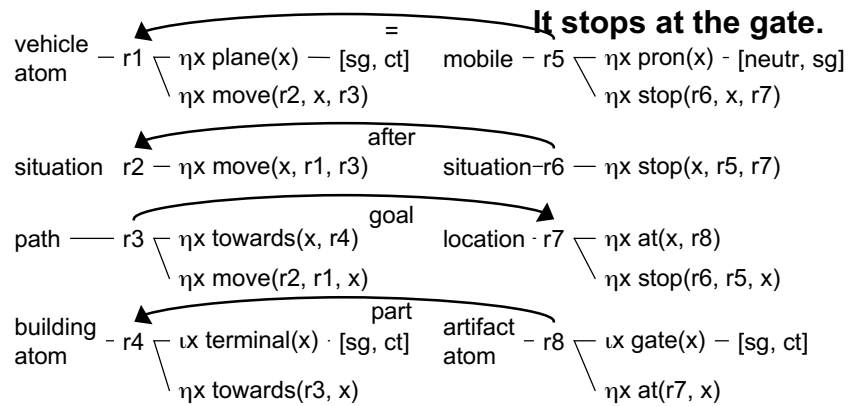 = It stops at the gate.
vehicle atom r1 ηx plane(x) [sg, ct] mobile r5 ηx pron(x) [neutr, sg]
ηx move(r2, x, r3) ηx stop(r6, x, r7)
after
situation r2 ηx move(x, r1, r3) situation r6 ηx stop(x, r5, r7)
goal
path r3 ηx towards(x, r4) location r7 ηx at(x, r8)
ηx move(r2, r1, x) ηx stop(r6, r5, x)
part
building atom r4 ιx terminal(x) [sg, ct] artifact atom r8 ιx gate(x) [sg, ct]
ηx towards(r3, x) ηx at(r7, x)